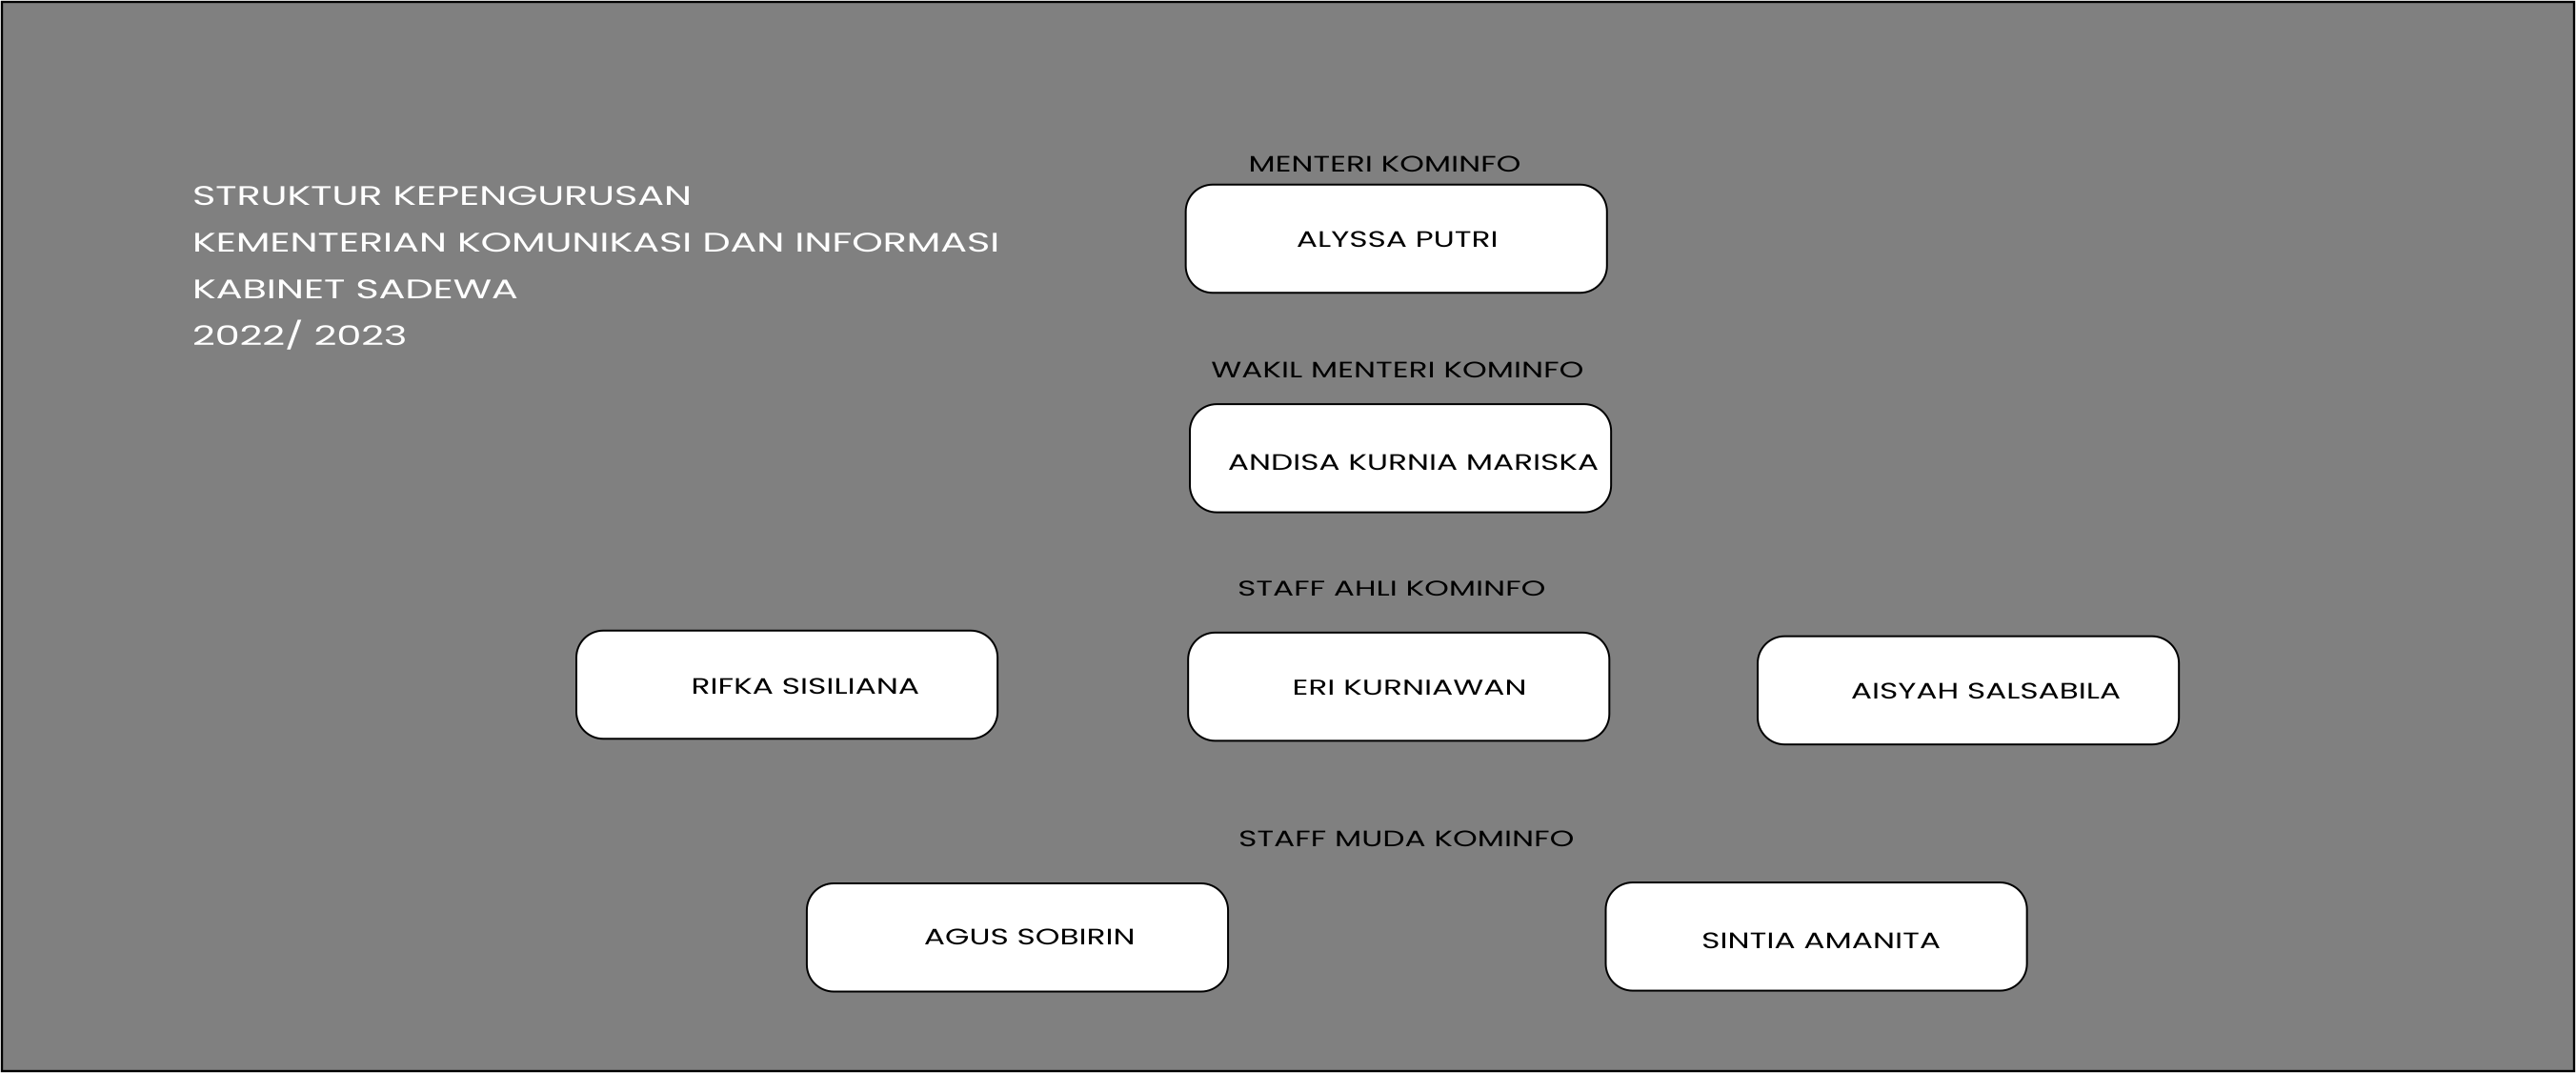 STRUKTUR KEPENGURUSAN
KEMENTERIAN KOMUNIKASI DAN INFORMASI
KABINET SADEWA
2022/ 2023
MENTERI KOMINFO
ALYSSA PUTRI
WAKIL MENTERI KOMINFO
ANDISA KURNIA MARISKA
STAFF AHLI KOMINFO
RIFKA SISILIANA
ERI KURNIAWAN
AISYAH SALSABILA
STAFF MUDA KOMINFO
AGUS SOBIRIN
SINTIA AMANITA